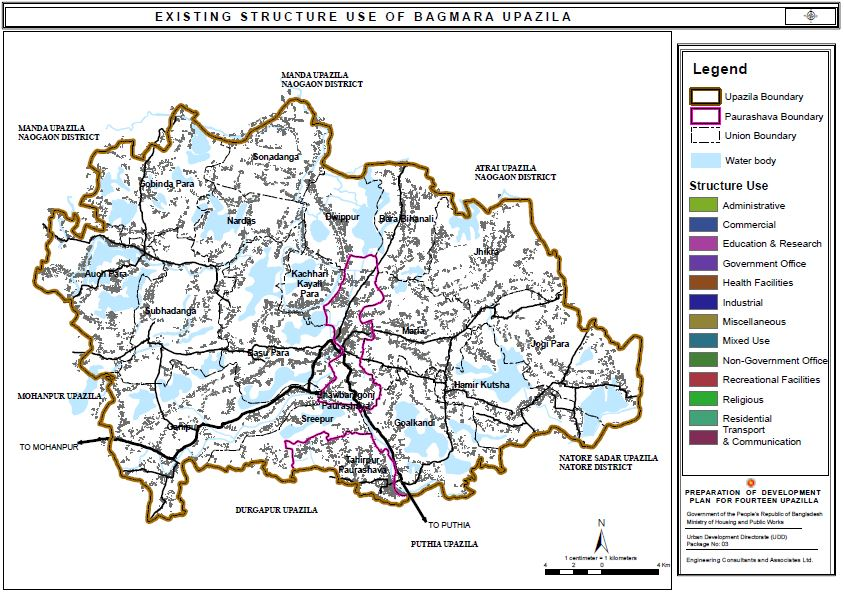 EXISTING STRUCTURE USE OF BAGMARA UPAZILA
MANDA UPAZILA
NAOGAON DISTRICT
MANDA UPAZILA
NAOGAON DISTRICT
ATRAI UPAZILA
NAOGAON DISTRICT
Sonadanga
Gobinda Para
Nardas
Dwippur
Bara Bihanali
Jhikra
Auch Para
Kachhari
Kayali
Para
Subhadanga
Maria
Jogi Para
Basu Para
Hamir Kutsha
MOHANPUR UPAZILA
Bhawbanigonj
Paurashava
Sreepur
Goalkandi
Ganipur
TO MOHANPUR
Tahirpur
Paurashava
NATORE SADAR UPAZILA
NATORE DISTRICT
DURGAPUR UPAZILA
TO PUTHIA
PUTHIA UPAZILA
N
1 centimeter = 1 kilometers
4 2 0 4 Km
Legend
Upazila Boundary
Paurashava Boundary
Union Boundary
Water body
Structure Use
Administrative
Commercial
Education & Research
Government Office
Health Facilities
Industrial
Miscellaneous
Mixed Use
Non-Government Office
Recreational Facilities
Religious
Residential
Transport
& Communication
PREPARATION OF DEVELOPMENT
PLAN FOR FOURTEEN UPAZILLA
Government of the People's Republic of Bangladesh
Ministry of Housing and Public Works
Urban Development Directorate (UDD)
Package No: 03
Engineering Consultants and Associates Ltd.